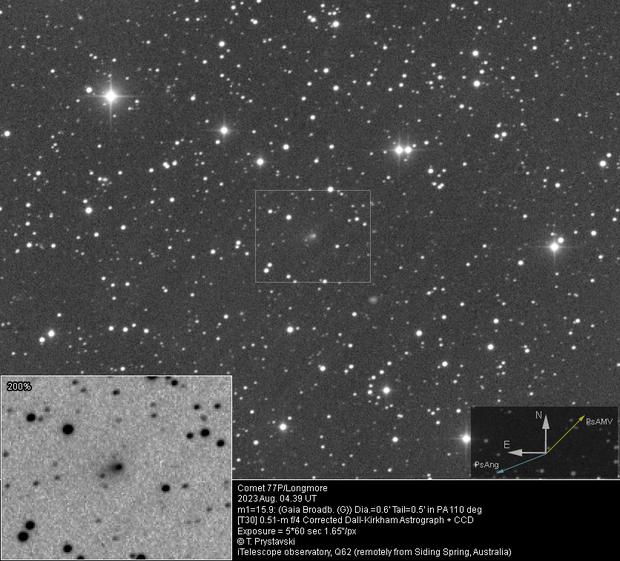 N
PsAMV
E
PsAng
200%
Comet 77P/Longmore
2023 Aug. 04.39 UT
m1=15.9: (Gaia Broadb. (G)) Dia.=0.6' Tail=0.5' in PA 110 deg
[T30] 0.51-m f/4 Corrected Dall-Kirkham Astrograph + CCD
Exposure = 5*60 sec 1.65"/px
© T. Prystavski
iTelescope observatory, Q62 (remotely from Siding Spring, Australia)